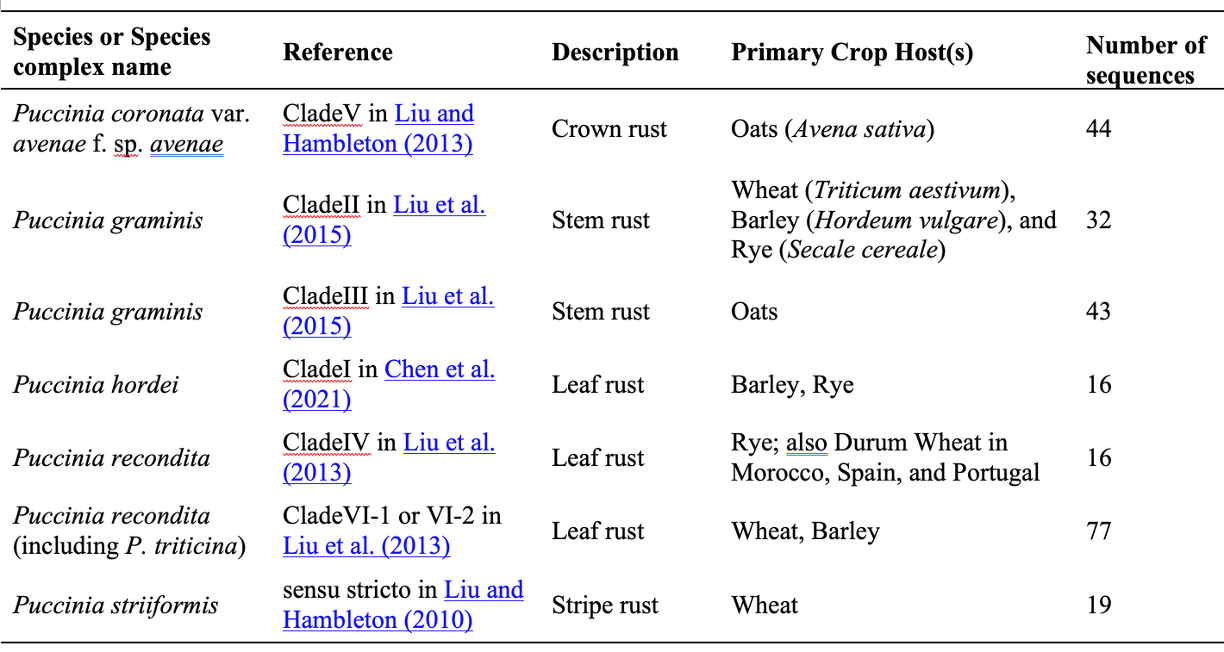 Species or Species complex name | Reference | Description | Primary Crop Host(s) | Number of sequences
Puccinia coronata var. avenae f. sp. avenae | CladeV in Liu and Hambleton (2013) | Crown rust | Oats (Avena sativa) | 44
Puccinia graminis | CladeII in Liu et al. (2015) | Stem rust | Wheat (Triticum aestivum), Barley (Hordeum vulgare), and Rye (Secale cereale) | 32
Puccinia graminis | CladeIII in Liu et al. (2015) | Stem rust | Oats | 43
Puccinia hordei | CladeI in Chen et al. (2021) | Leaf rust | Barley, Rye | 16
Puccinia recondita | CladeIV in Liu et al. (2013) | Leaf rust | Rye; also Durum Wheat in Morocco, Spain, and Portugal | 16
Puccinia recondita (including P. triticina) | CladeVI-1 or VI-2 in Liu et al. (2013) | Leaf rust | Wheat, Barley | 77
Puccinia striiformis | sensu stricto in Liu and Hambleton (2010) | Stripe rust | Wheat | 19